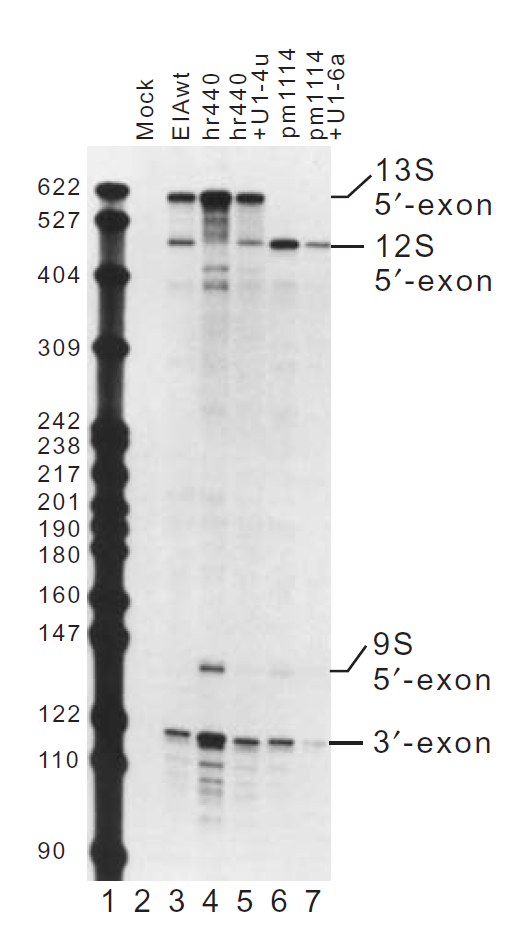 Mock
EIAwt
hr440
hr440
+U1-4u
pm1114
pm1114
+U1-6a
622
527
404
309
242
238
217
201
190
180
160
147
122
110
90
13S
5′-exon
12S
5′-exon
9S
5′-exon
3′-exon
1 2 3 4 5 6 7